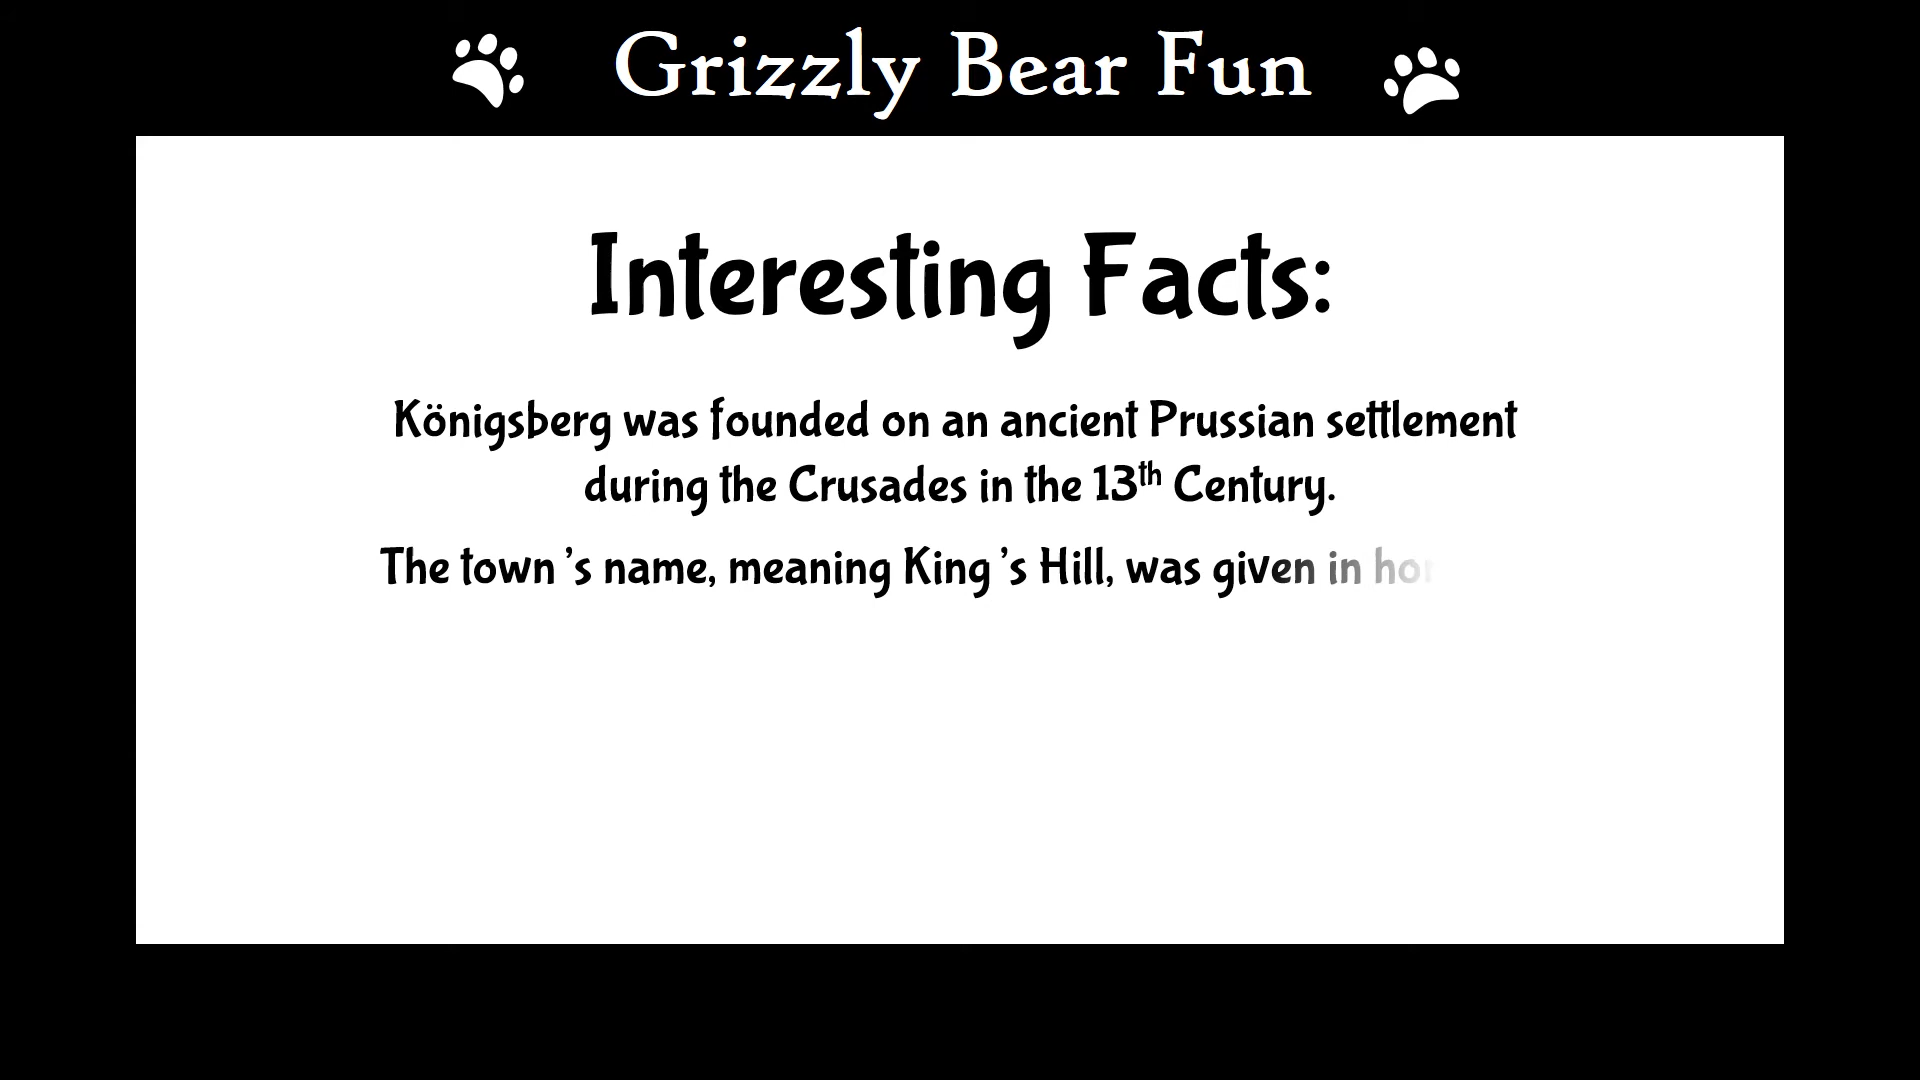 Grizzly Bear Fun
Interesting Facts:
Königsberg was founded on an ancient Prussian settlement
during the Crusades in the 13th Century.
The town's name, meaning King's Hill, was given in